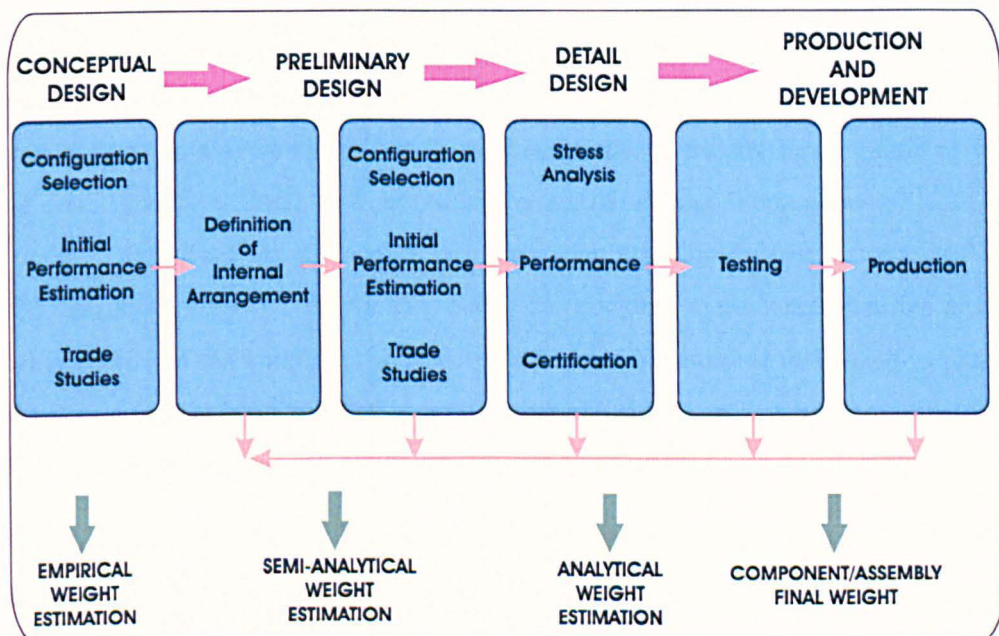 CONCEPTUAL
DESIGN
PRELIMINARY
DESIGN
DETAIL
DESIGN
PRODUCTION
AND
DEVELOPMENT
Configuration
Selection
Initial
Performance
Estimation
Trade
Studies
Definition
of
Internal
Arrangement
Configuration
Selection
Initial
Performance
Estimation
Trade
Studies
Stress
Analysis
Performance
Certification
Testing
Production
EMPIRICAL
WEIGHT
ESTIMATION
SEMI-ANALYTICAL
WEIGHT
ESTIMATION
ANALYTICAL
WEIGHT
ESTIMATION
COMPONENT/ASSEMBLY
FINAL WEIGHT